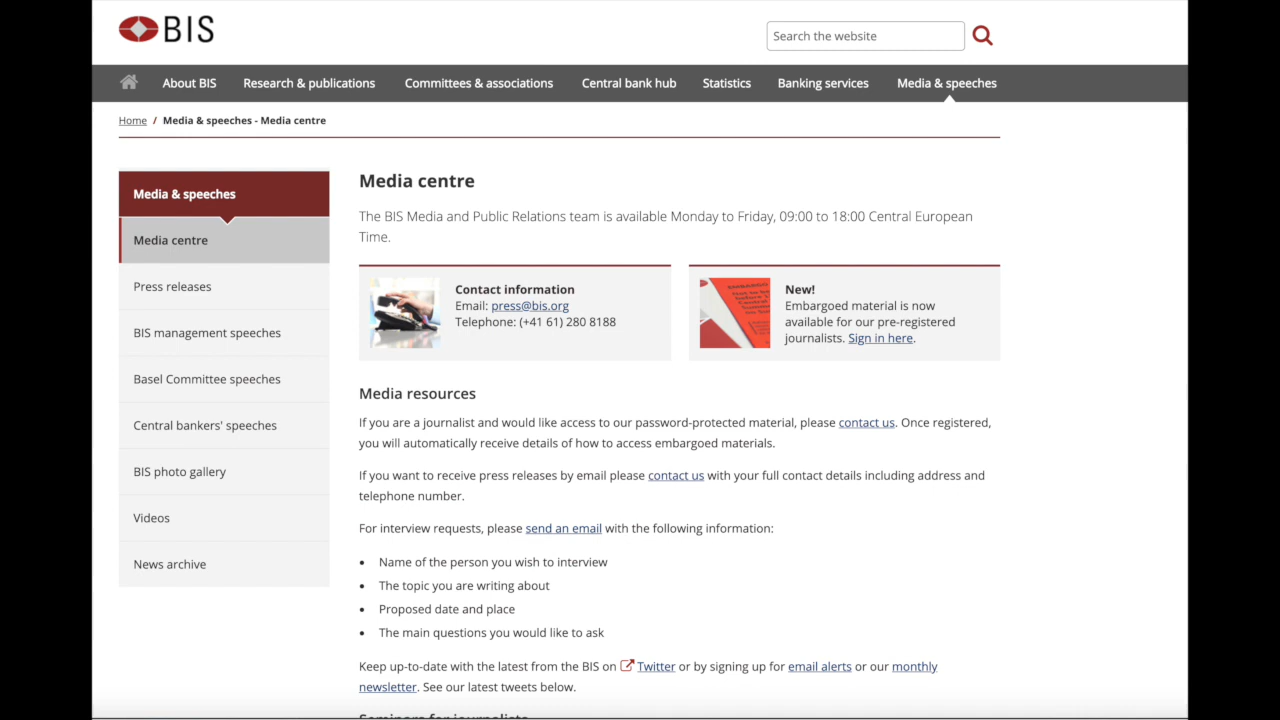 BIS
Search the website
About BIS Research & publications Committees & associations Central bank hub Statistics Banking services Media & speeches
Home / Media & speeches - Media centre
Media & speeches
Media centre
Press releases
BIS management speeches
Basel Committee speeches
Central bankers' speeches
BIS photo gallery
Videos
News archive
Media centre
The BIS Media and Public Relations team is available Monday to Friday, 09:00 to 18:00 Central European
Time.
Contact information
Email: press@bis.org
Telephone: (+41 61) 280 8188
New!
Embargoed material is now
available for our pre-registered
journalists. Sign in here.
Media resources
If you are a journalist and would like access to our password-protected material, please contact us. Once registered,
you will automatically receive details of how to access embargoed materials.
If you want to receive press releases by email please contact us with your full contact details including address and
telephone number.
For interview requests, please send an email with the following information:
• Name of the person you wish to interview
• The topic you are writing about
• Proposed date and place
• The main questions you would like to ask
Keep up-to-date with the latest from the BIS on Twitter or by signing up for email alerts or our monthly
newsletter. See our latest tweets below.
Seminars for journalists